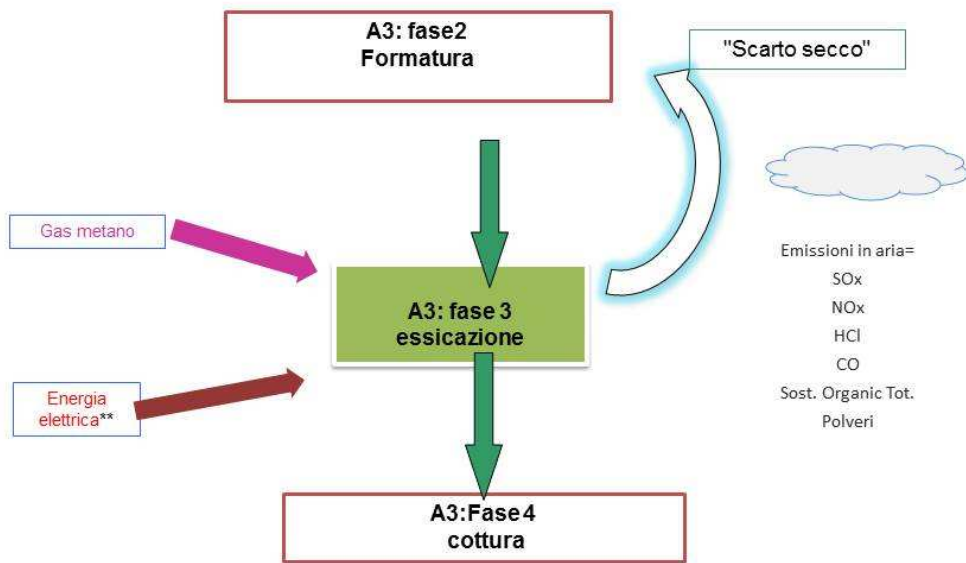 A3: fase2
Formatura
"Scarto secco"
Gas metano
Emissioni in aria=
SOx
NOx
HCl
CO
Sost. Organic Tot.
Polveri
A3: fase 3
essicazione
Energia
elettrica**
A3:Fase 4
cottura